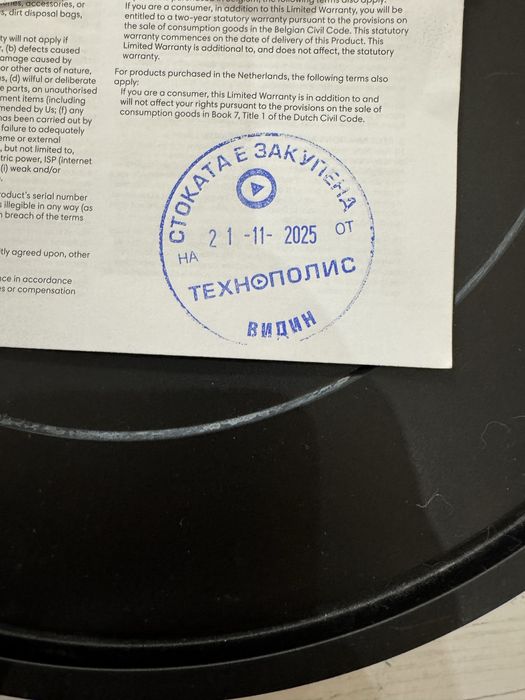 accessories, or
s, dirt disposal bags,
ty will not apply if
, (b) defects caused
amage caused by
or other acts of nature,
s, (d) wilful or deliberate
e parts, an unauthorised
ment items (including
mended by Us; (f) any
has been carried out by
failure to adequately
eme or external
, but not limited to,
tric power, ISP (internet
(i) weak and/or
roduct's serial number
s illegible in any way (as
n breach of the terms
tly agreed upon, other
nce in accordance
es or compensation
If you are a consumer, in addition to this Limited Warranty, you will be
entitled to a two-year statutory warranty pursuant to the provisions on
the sale of consumption goods in the Belgian Civil Code. This statutory
warranty commences on the date of delivery of this Product. This
Limited Warranty is additional to, and does not affect, the statutory
warranty.
For products purchased in the Netherlands, the following terms also
apply:
If you are a consumer, this Limited Warranty is in addition to and
will not affect your rights pursuant to the provisions on the sale of
consumption goods in Book 7, Title 1 of the Dutch Civil Code.
СТОКАТА Е ЗАКУПЕНА
НА 21-11-2025 ОТ
ТЕХНОПОЛИС
ВИДИН